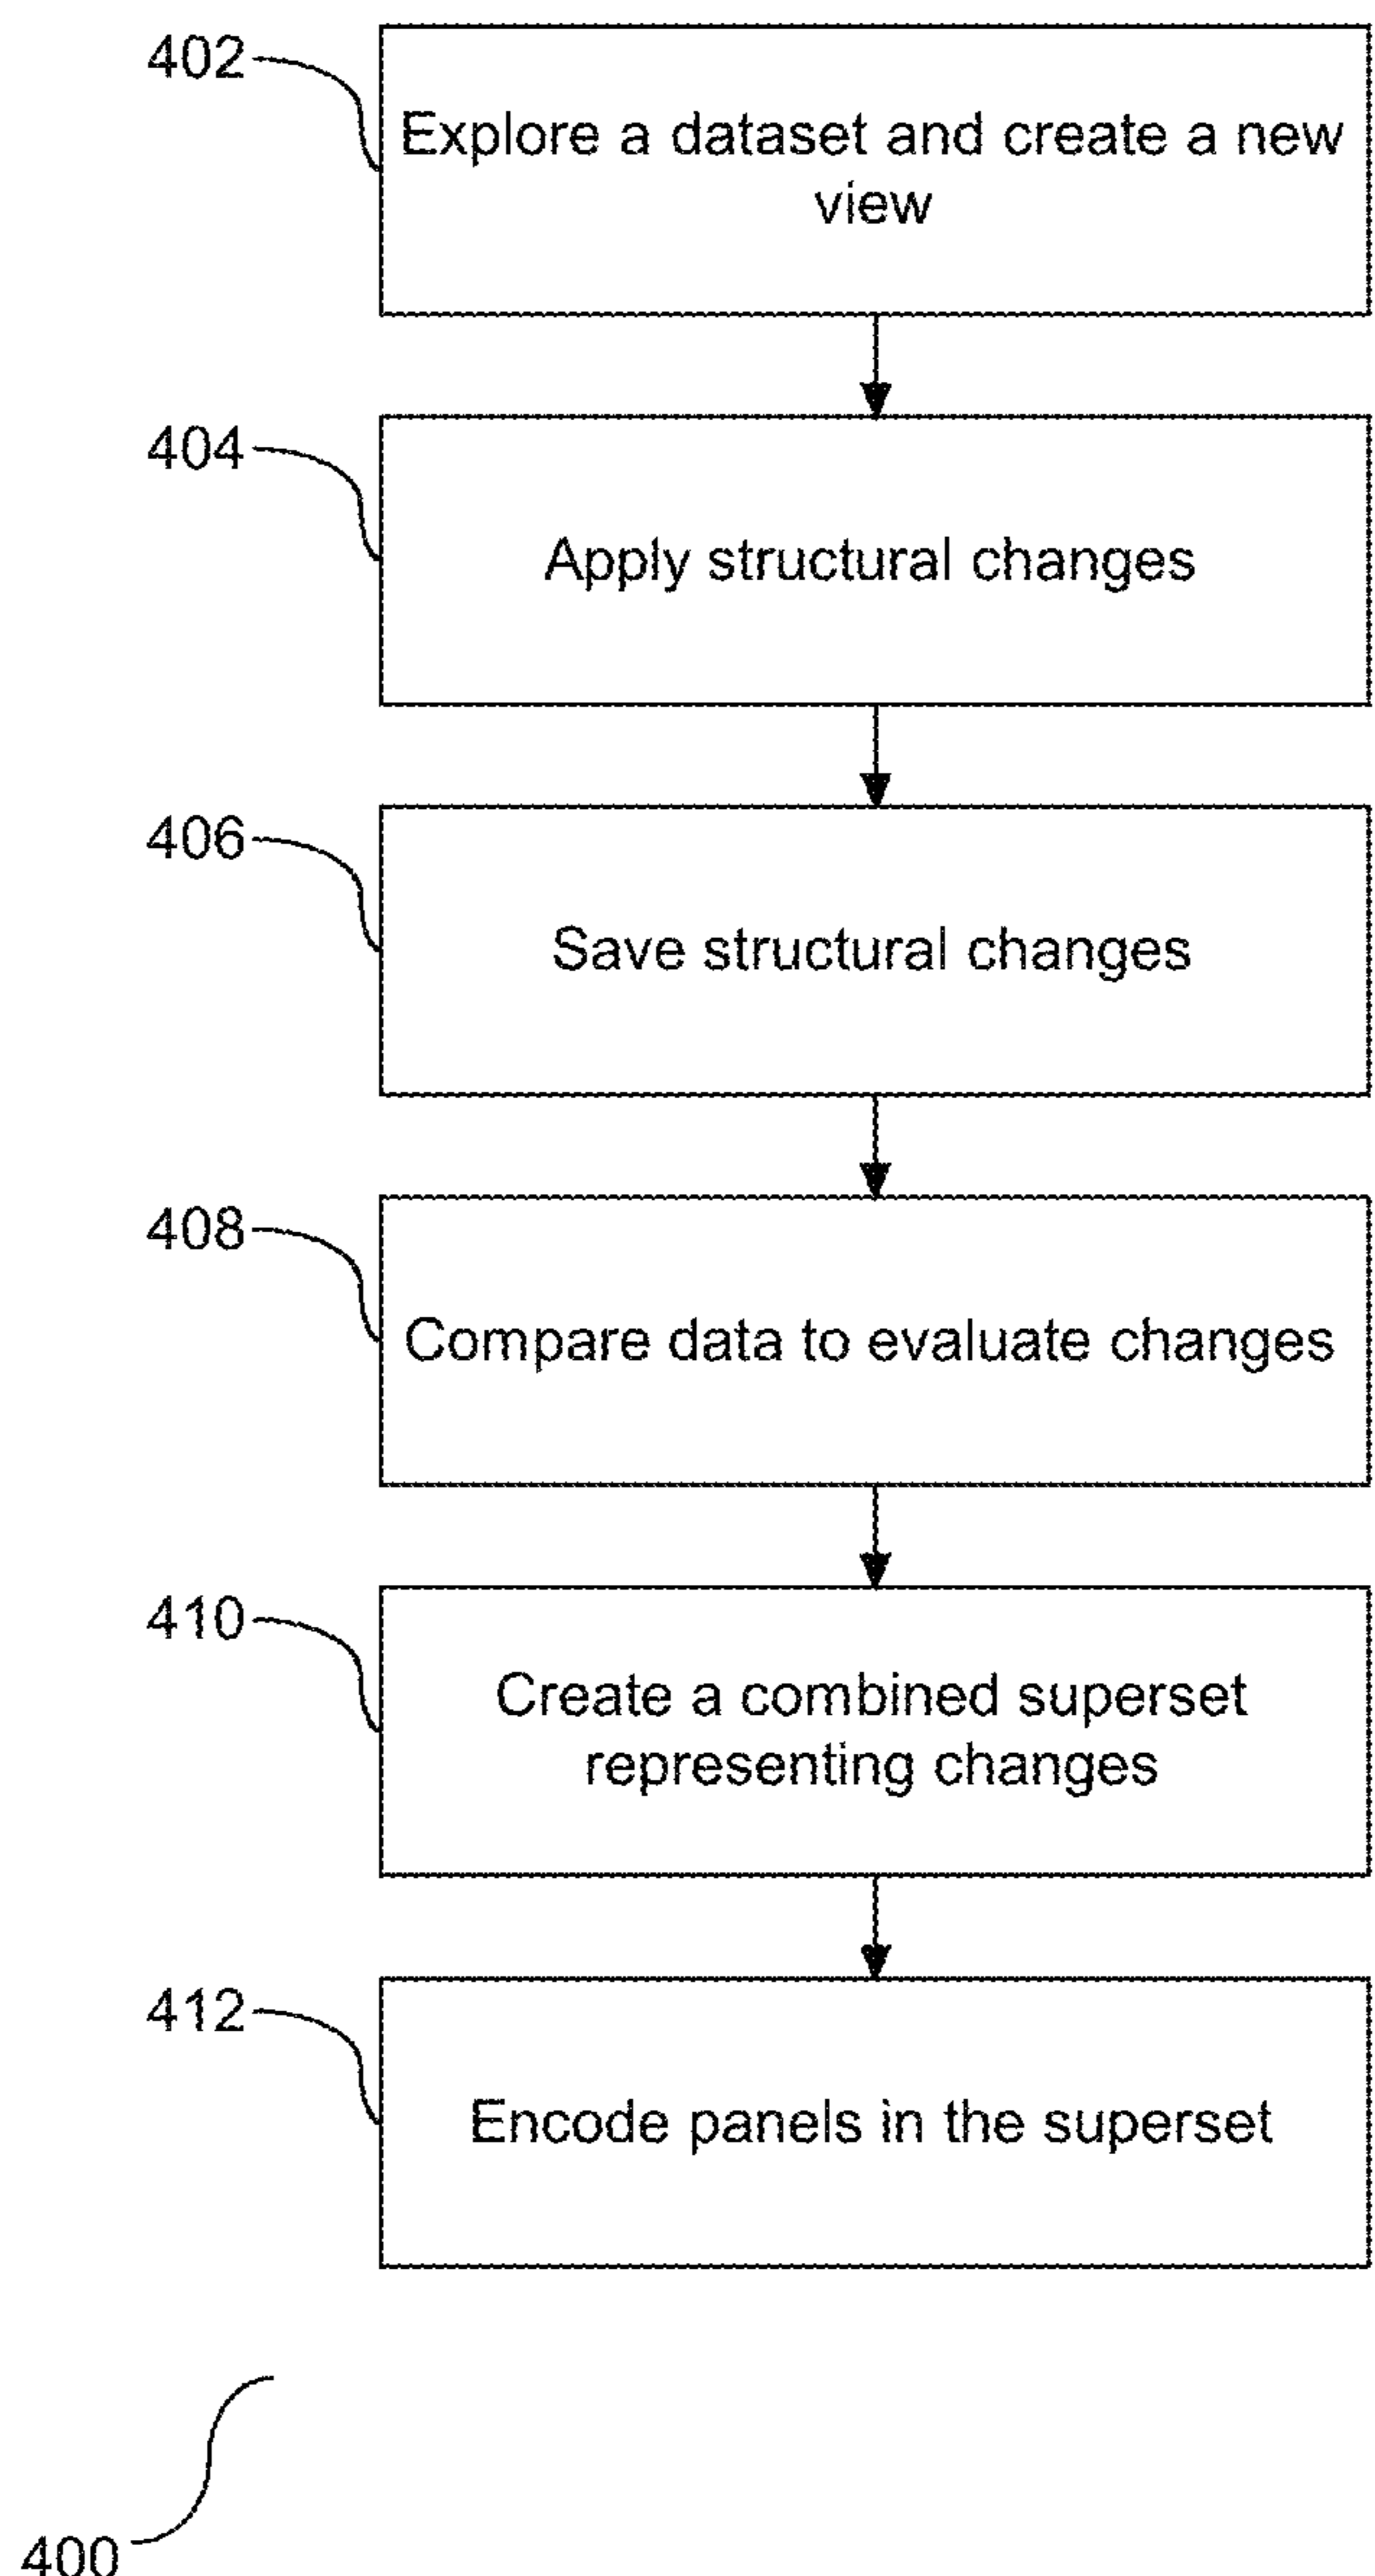 402
Explore a dataset and create a new
view
404
Apply structural changes
406
Save structural changes
408
Compare data to evaluate changes
410
Create a combined superset
representing changes
412
Encode panels in the superset
400